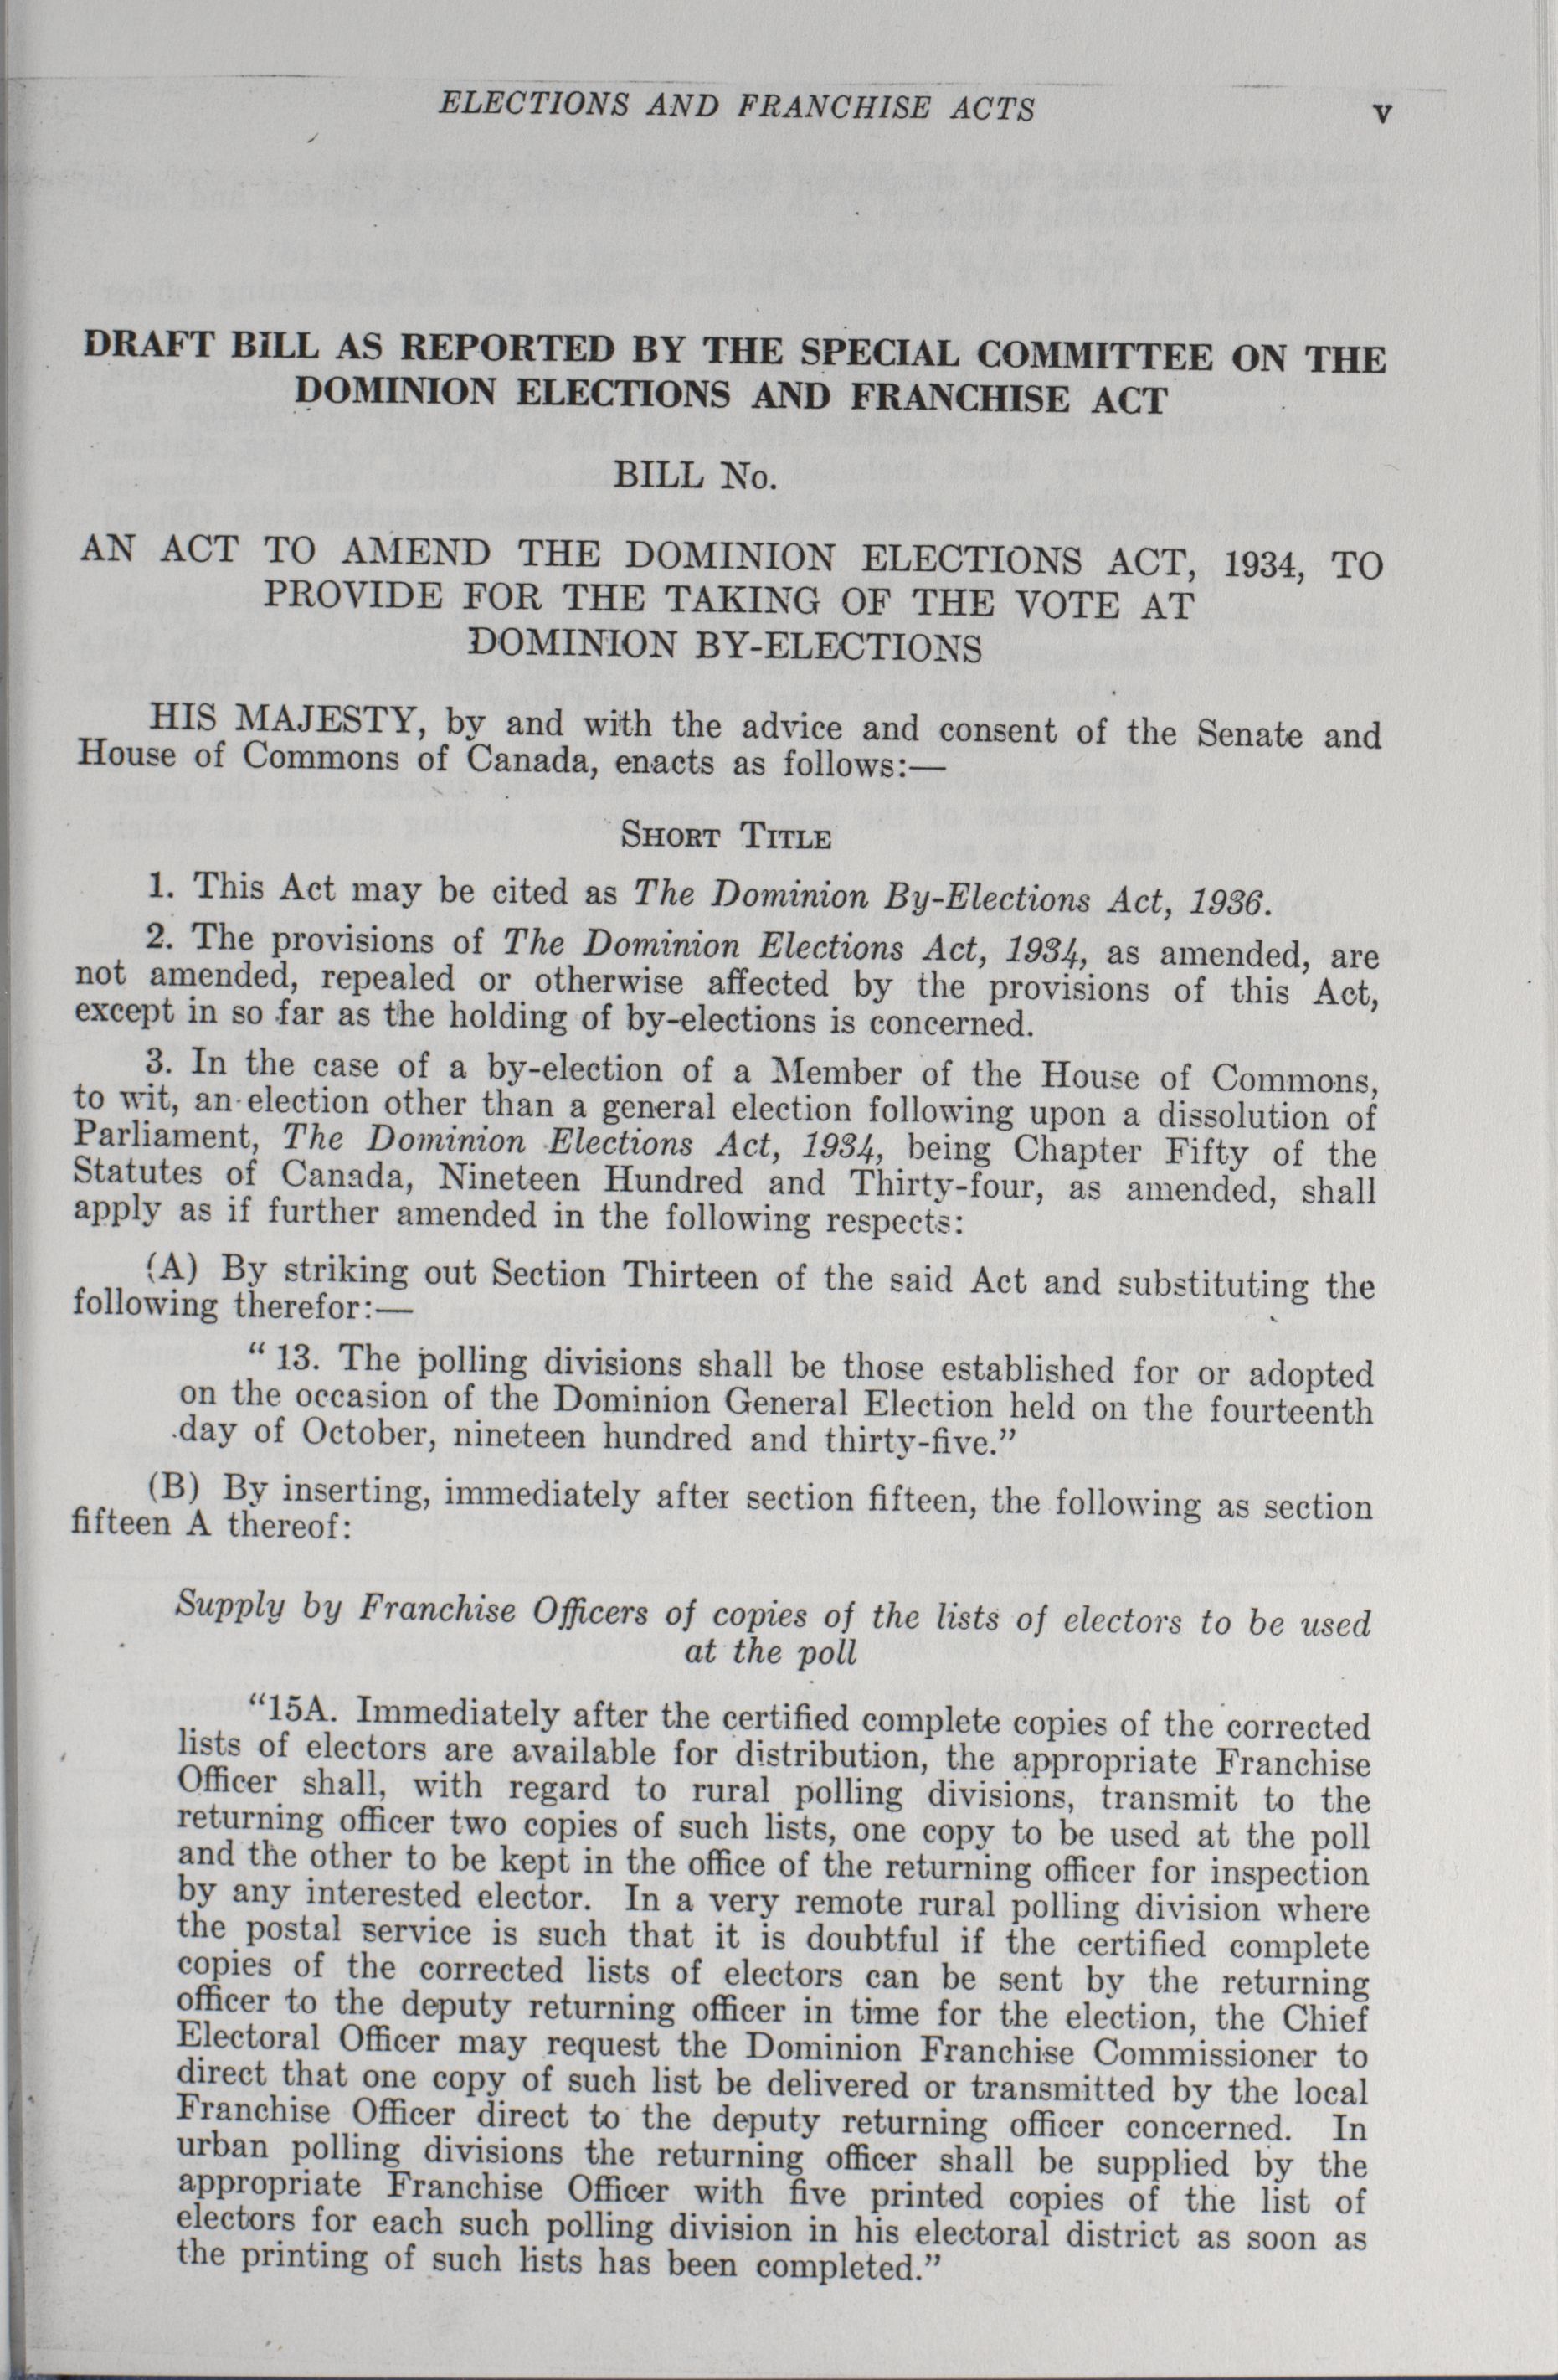 ELECTIONS AND FRANCHISE ACTS v
DRAFT BILL AS REPORTED BY THE SPECIAL COMMITTEE ON THE
DOMINION ELECTIONS AND FRANCHISE ACT
BILL No.
AN ACT TO AMEND THE DOMINION ELECTIONS ACT, 1934, TO
PROVIDE FOR THE TAKING OF THE VOTE AT
DOMINION BY-ELECTIONS
HIS MAJESTY, by and with the advice and consent of the Senate and
House of Commons of Canada, enacts as follows:—
SHORT TITLE
1. This Act may be cited as The Dominion By-Elections Act, 1936.
2. The provisions of The Dominion Elections Act, 1934, as amended, are
not amended, repealed or otherwise affected by the provisions of this Act,
except in so far as the holding of by-elections is concerned.
3. In the case of a by-election of a Member of the House of Commons,
to wit, an election other than a general election following upon a dissolution of
Parliament, The Dominion Elections Act, 1934, being Chapter Fifty of the
Statutes of Canada, Nineteen Hundred and Thirty-four, as amended, shall
apply as if further amended in the following respects:
(A) By striking out Section Thirteen of the said Act and substituting the
following therefor:—
"13. The polling divisions shall be those established for or adopted
on the occasion of the Dominion General Election held on the fourteenth
day of October, nineteen hundred and thirty-five."
(B) By inserting, immediately after section fifteen, the following as section
fifteen A thereof:
Supply by Franchise Officers of copies of the lists of electors to be used
at the poll
"15A. Immediately after the certified complete copies of the corrected
lists of electors are available for distribution, the appropriate Franchise
Officer shall, with regard to rural polling divisions, transmit to the
returning officer two copies of such lists, one copy to be used at the poll
and the other to be kept in the office of the returning officer for inspection
by any interested elector. In a very remote rural polling division where
the postal service is such that it is doubtful if the certified complete
copies of the corrected lists of electors can be sent by the returning
officer to the deputy returning officer in time for the election, the Chief
Electoral Officer may request the Dominion Franchise Commissioner to
direct that one copy of such list be delivered or transmitted by the local
Franchise Officer direct to the deputy returning officer concerned. In
urban polling divisions the returning officer shall be supplied by the
appropriate Franchise Officer with five printed copies of the list of
electors for each such polling division in his electoral district as soon as
the printing of such lists has been completed."